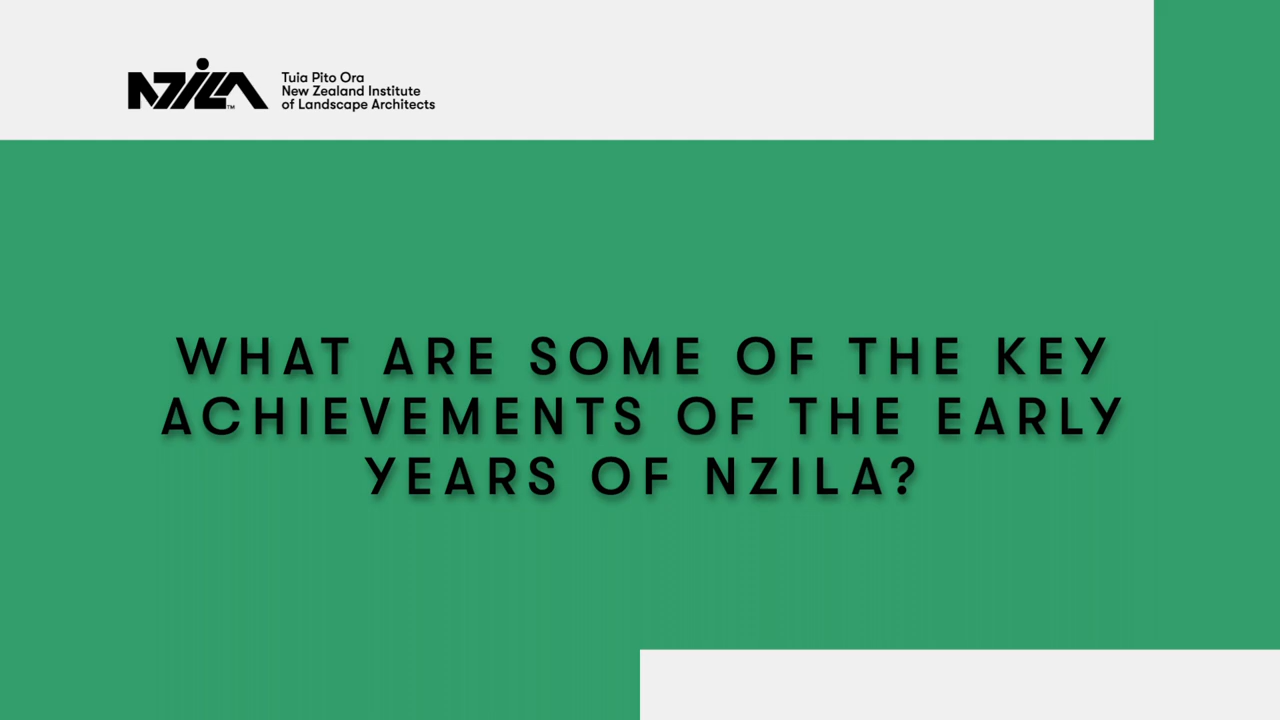 NZILA™
Tuia Pito Ora
New Zealand Institute
of Landscape Architects
WHAT ARE SOME OF THE KEY
ACHIEVEMENTS OF THE EARLY
YEARS OF NZILA?